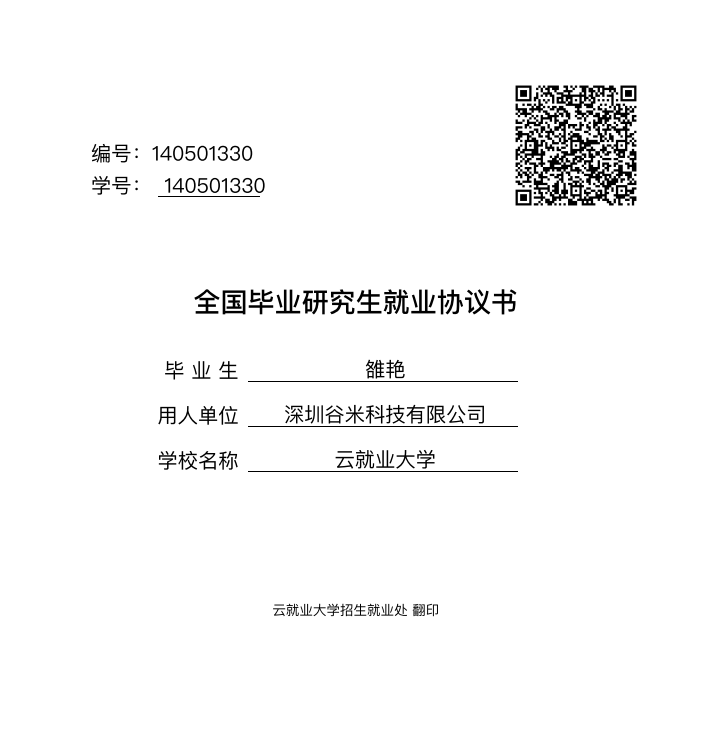 编号：140501330
学号：140501330
全国毕业研究生就业协议书
毕 业 生 雒艳
用人单位 深圳谷米科技有限公司
学校名称 云就业大学
云就业大学招生就业处 翻印